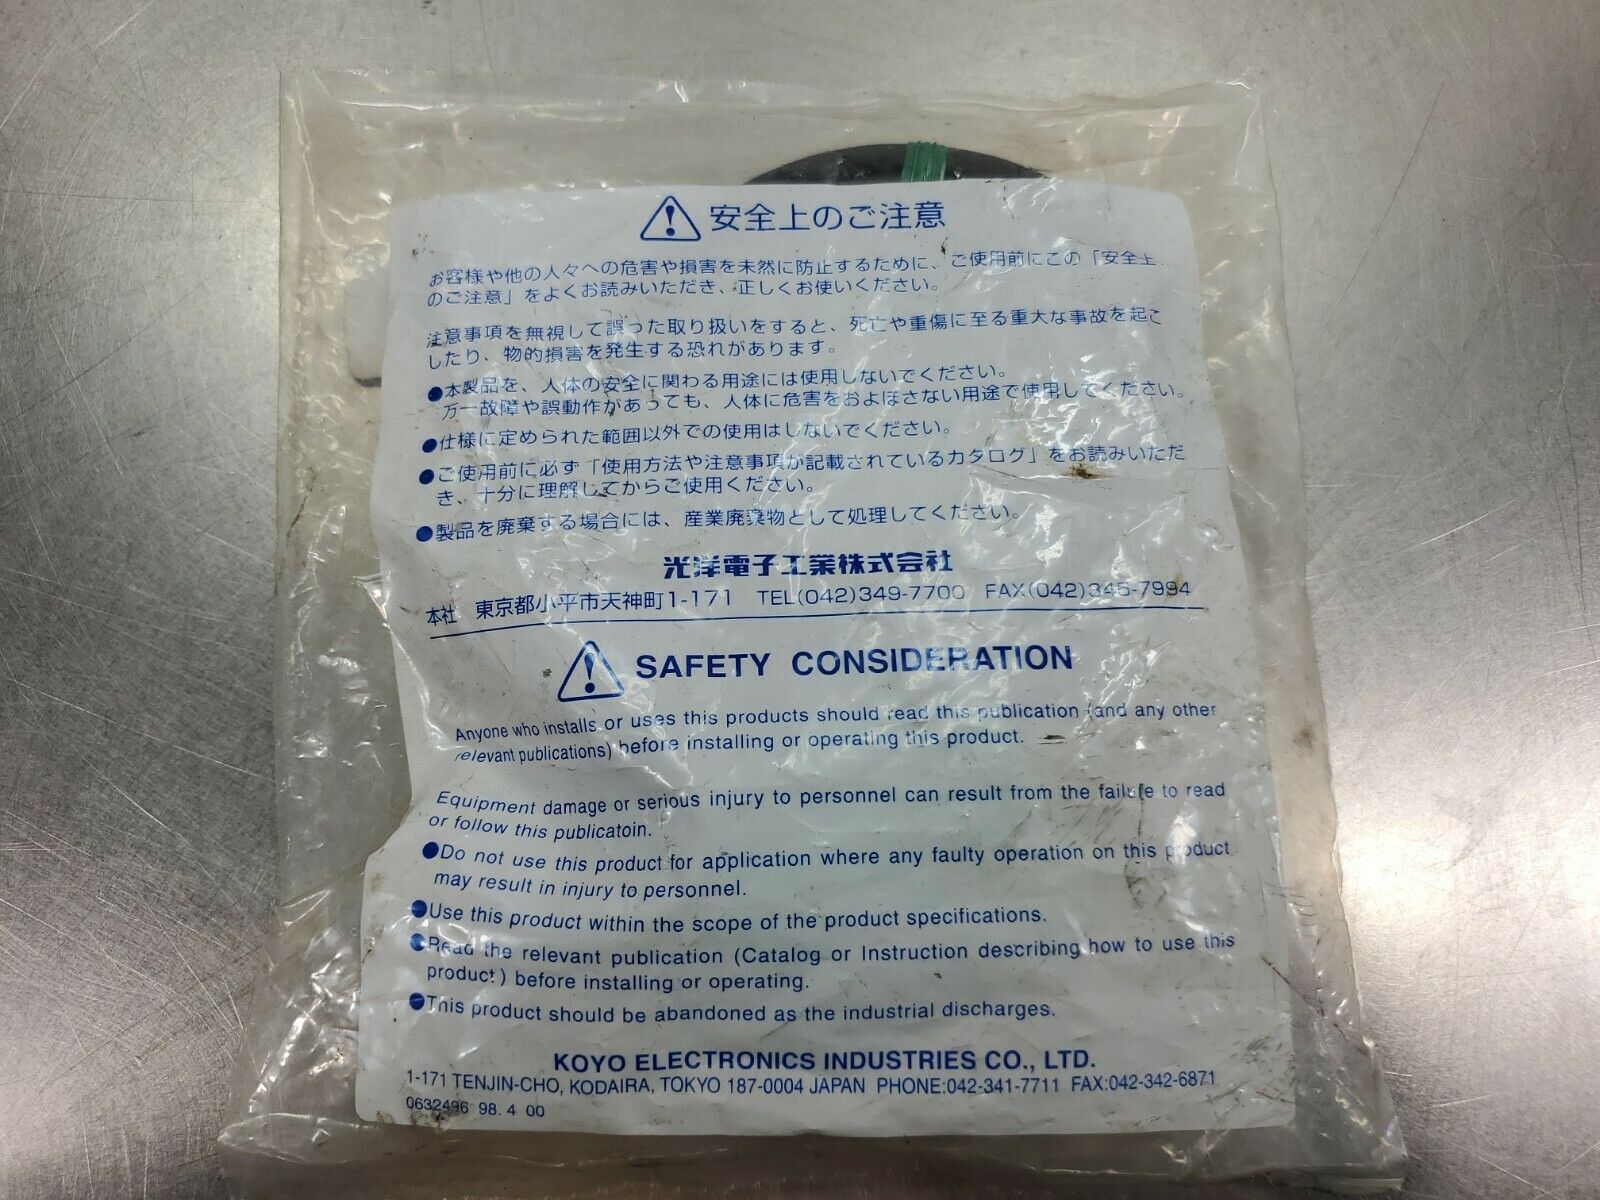 安全上のご注意
お客様や他の人々への危害や損害を未然に防止するために、ご使用前にこの「安全上
のご注意」をよくお読みいただき、正しくお使いください。
注意事項を無視して誤った取り扱いをすると、死亡や重傷に至る重大な事故を起こ
したり、物的損害を発生する恐れがあります。
●本製品を、人体の安全に関わる用途には使用しないでください。
万一故障や誤動作があっても、人体に危害をおよぼさない用途で使用してください。
●仕様に定められた範囲以外での使用はしないでください。
●ご使用前に必ず「使用方法や注意事項が記載されているカタログ」をお読みいただ
き、十分に理解してからご使用ください。
●製品を廃棄する場合には、産業廃棄物として処理してください。
光洋電子工業株式会社
本社 東京都小平市天神町1-171 TEL(042)349-7700 FAX(042)345-7994
SAFETY CONSIDERATION
Anyone who installs or uses this products should read this publication (and any other
relevant publications) before installing or operating this product.
Equipment damage or serious injury to personnel can result from the failure to read
or follow this publicatoin.
●Do not use this product for application where any faulty operation on this product
may result in injury to personnel.
●Use this product within the scope of the product specifications.
●Read the relevant publication (Catalog or Instruction describing how to use this
product.) before installing or operating.
●This product should be abandoned as the industrial discharges.
KOYO ELECTRONICS INDUSTRIES CO., LTD.
1-171 TENJIN-CHO, KODAIRA, TOKYO 187-0004 JAPAN PHONE:042-341-7711 FAX:042-342-6871
0632496 98. 4 00